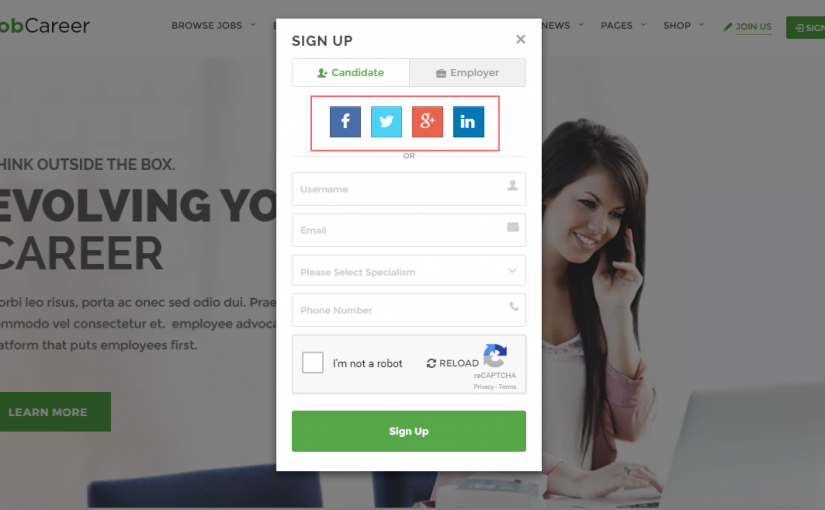 obCareer
BROWSE JOBS
NEWS
PAGES
SHOP
JOIN US
SIGN
SIGN UP
×
Candidate
Employer
f
g+
in
OR
Username
Email
Please Select Specialism
Phone Number
I'm not a robot
RELOAD
reCAPTCHA
Privacy - Terms
Sign Up
HINK OUTSIDE THE BOX.
EVOLVING YO
CAREER
orbi leo risus, porta ac onec sed odio dui. Prae
mmodo vel consectetur et. employee advoca
latform that puts employees first.
LEARN MORE